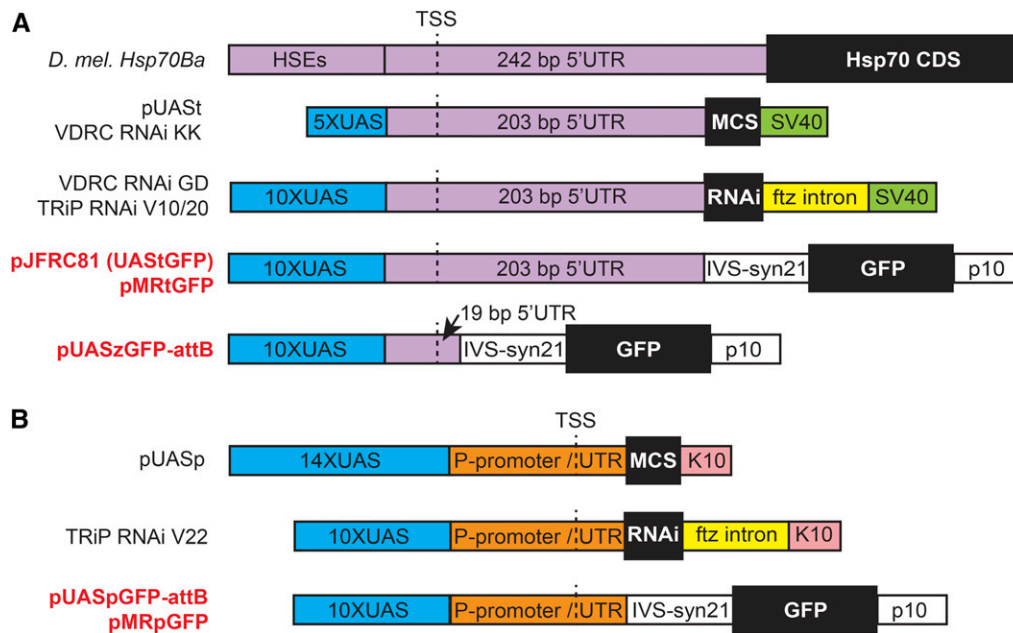 A
TSS
D. mel. Hsp70Ba
HSEs
242 bp 5'UTR
Hsp70 CDS
pUASt
VDRC RNAi KK
5XUAS
203 bp 5'UTR
MCS
SV40
VDRC RNAi GD
TRiP RNAi V10/20
10XUAS
203 bp 5'UTR
RNAi
ftz intron
SV40
pJFRC81 (UAStGFP)
pMRtGFP
10XUAS
203 bp 5'UTR
IVS-syn21
GFP
p10
19 bp 5'UTR
pUASzGFP-attB
10XUAS
IVS-syn21
GFP
p10
B
TSS
pUASp
14XUAS
P-promoter / UTR
MCS
K10
TRiP RNAi V22
10XUAS
P-promoter / UTR
RNAi
ftz intron
K10
pUASpGFP-attB
pMRpGFP
10XUAS
P-promoter / UTR
IVS-syn21
GFP
p10